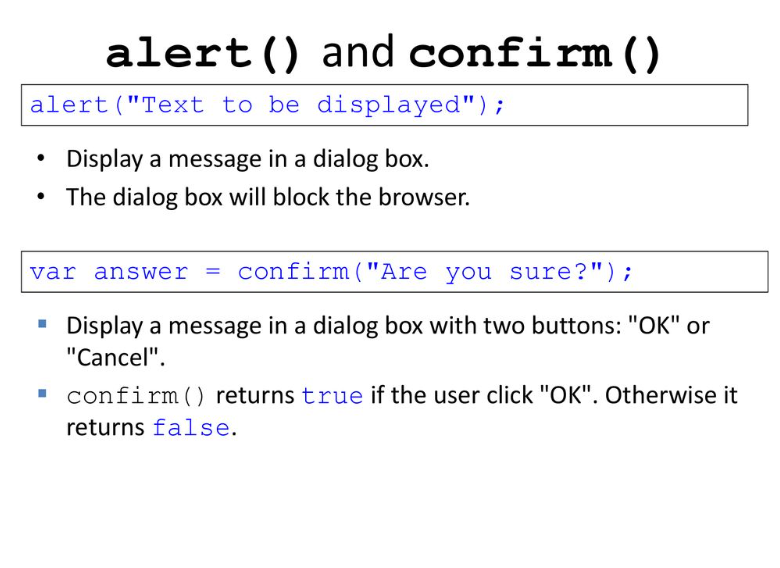 alert() and confirm()
alert("Text to be displayed");
• Display a message in a dialog box.
• The dialog box will block the browser.
var answer = confirm("Are you sure?");
▪ Display a message in a dialog box with two buttons: "OK" or
"Cancel".
▪ confirm() returns true if the user click "OK". Otherwise it
returns false.